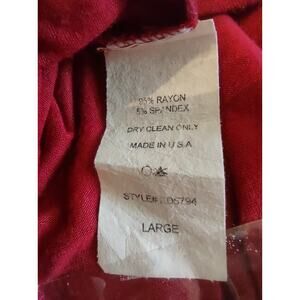 95% RAYON
5% SPANDEX
DRY CLEAN ONLY
MADE IN U.S.A
STYLE#
LARGE